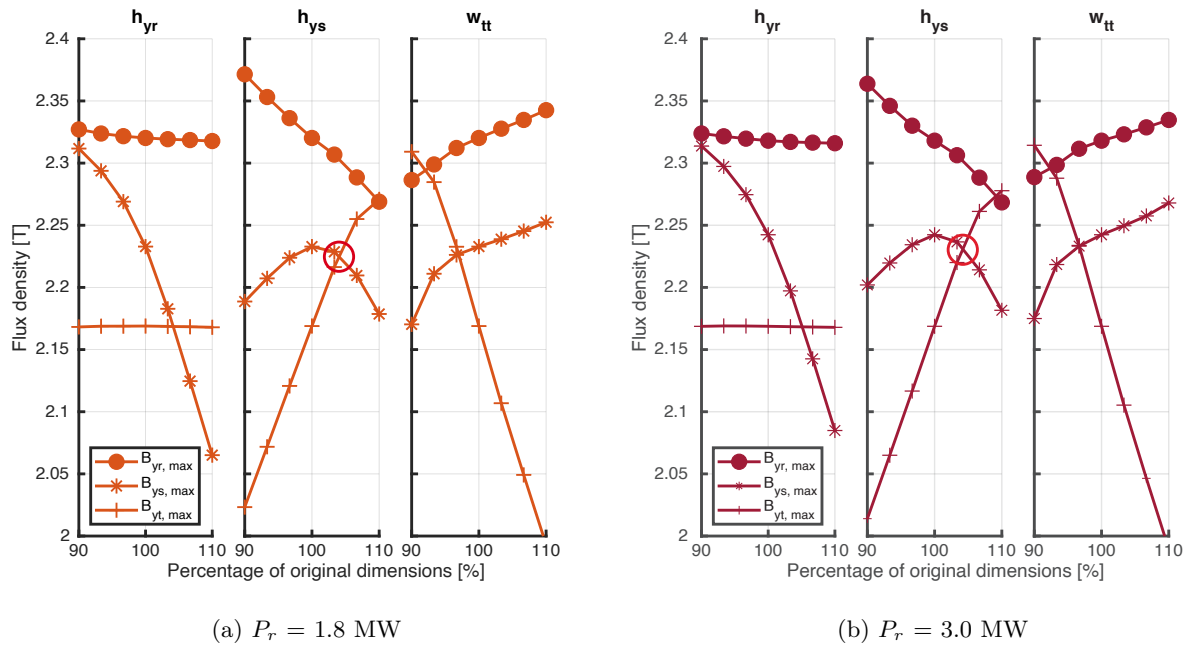 h_yr h_ys w_tt
2.4
2.35
2.3
2.25
2.2
2.15
2.1
2.05
2
Flux density [T]
B_yr, max
B_ys, max
B_yt, max
90 100 110 90 100 110 90 100 110
Percentage of original dimensions [%]
(a) P_r = 1.8 MW
h_yr h_ys w_tt
2.4
2.35
2.3
2.25
2.2
2.15
2.1
2.05
2
Flux density [T]
B_yr, max
B_ys, max
B_yt, max
90 100 110 90 100 110 90 100 110
Percentage of original dimensions [%]
(b) P_r = 3.0 MW